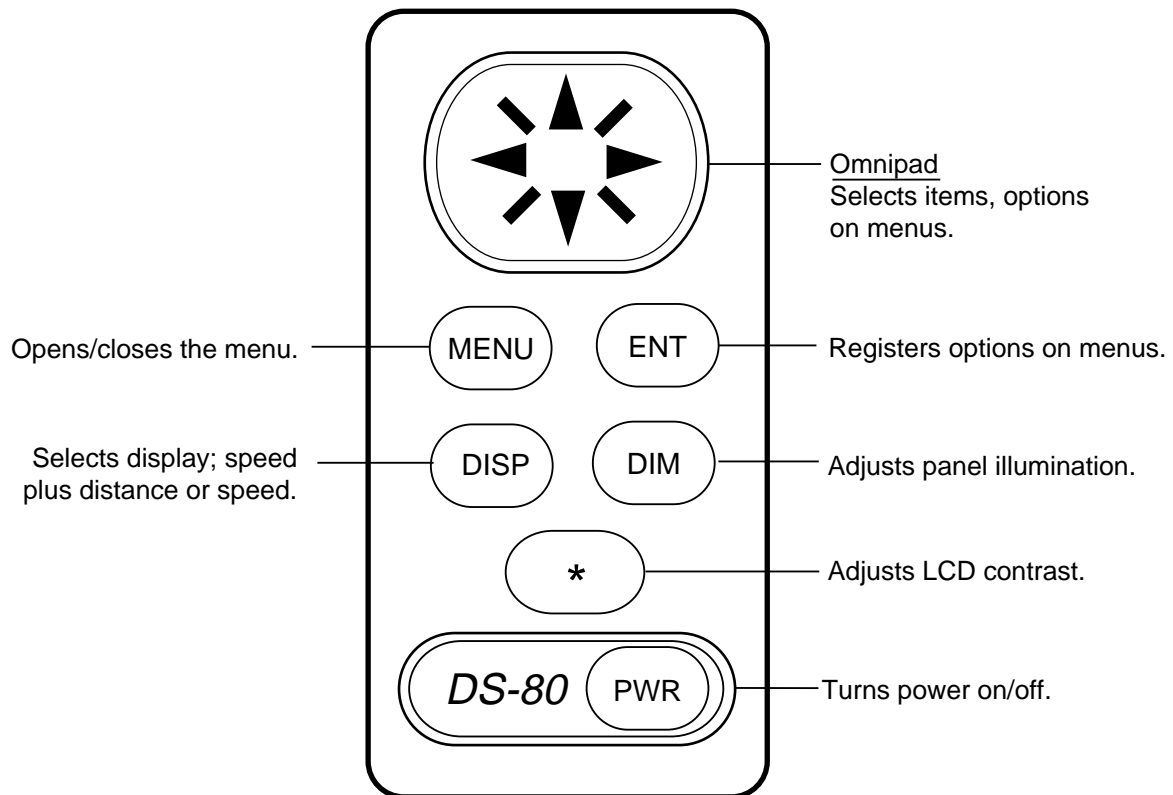 Omnipad
Selects items, options
on menus.
Opens/closes the menu.
MENU
ENT
Registers options on menus.
Selects display; speed
plus distance or speed.
DISP
DIM
Adjusts panel illumination.
*
Adjusts LCD contrast.
DS-80
PWR
Turns power on/off.